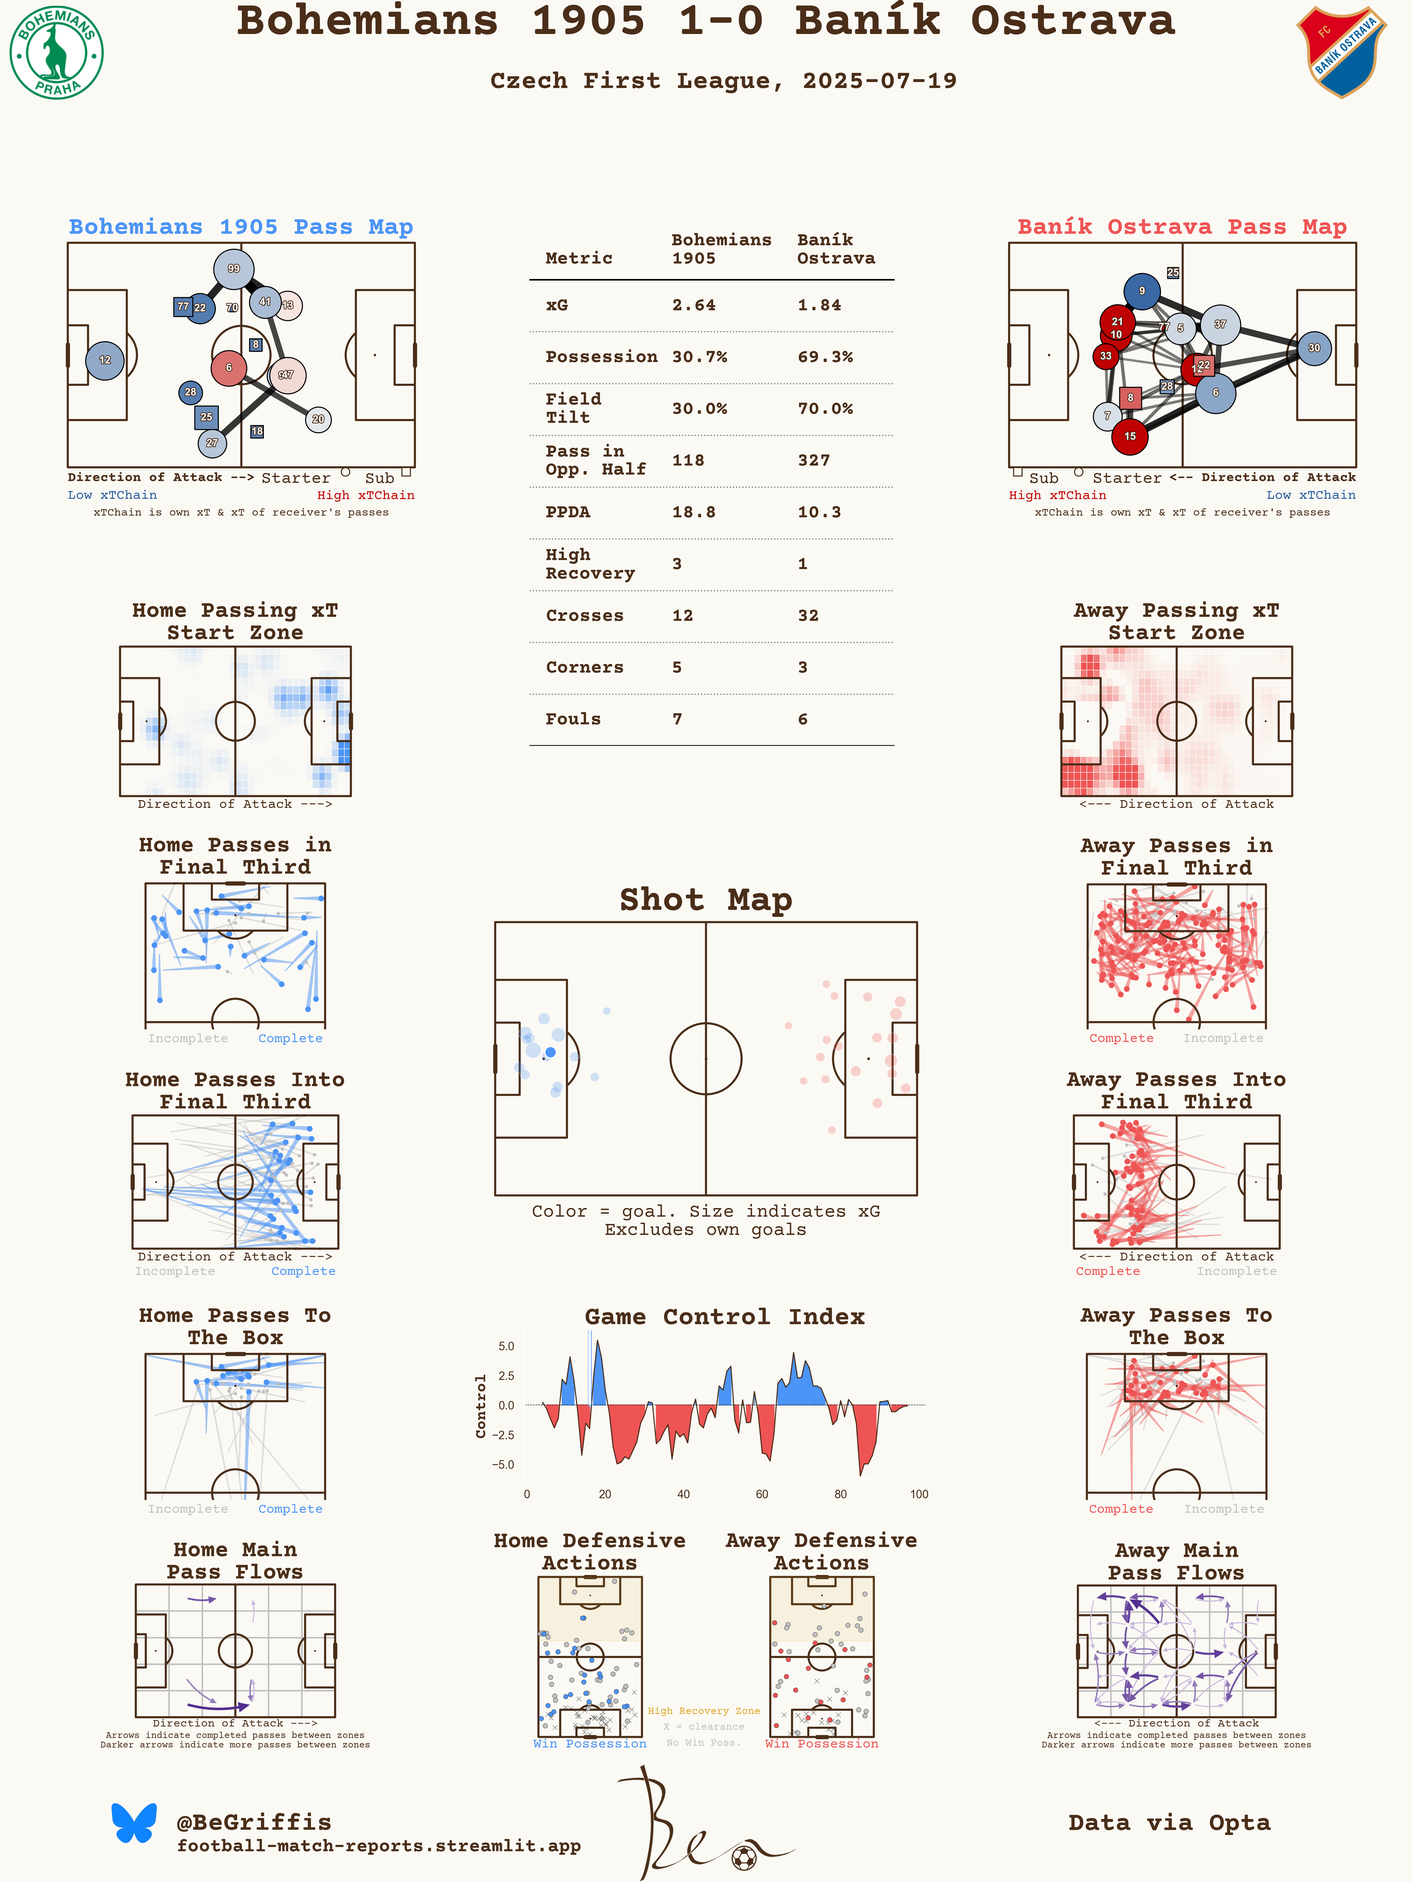 Bohemians 1905 1-0 Baník Ostrava
Czech First League, 2025-07-19
BOHEMIANS
PRAHA
FC
BANÍK OSTRAVA
Bohemians 1905 Pass Map
99
77
22
70
41
13
8
12
6
47
28
25
20
27
18
Direction of Attack --> Starter Sub
Low xTChain High xTChain
xTChain is own xT & xT of receiver's passes
Metric Bohemians 1905 Baník Ostrava
xG 2.64 1.84
Possession 30.7% 69.3%
Field Tilt 30.0% 70.0%
Pass in Opp. Half 118 327
PPDA 18.8 10.3
High Recovery 3 1
Crosses 12 32
Corners 5 3
Fouls 7 6
Baník Ostrava Pass Map
25
9
21
10
77
5
37
33
30
22
28
6
8
7
15
Sub Starter <-- Direction of Attack
High xTChain Low xTChain
xTChain is own xT & xT of receiver's passes
Home Passing xT
Start Zone
Direction of Attack --->
Away Passing xT
Start Zone
<--- Direction of Attack
Home Passes in
Final Third
Incomplete Complete
Away Passes in
Final Third
Complete Incomplete
Shot Map
Color = goal. Size indicates xG
Excludes own goals
Home Passes Into
Final Third
Direction of Attack --->
Incomplete Complete
Away Passes Into
Final Third
<--- Direction of Attack
Complete Incomplete
Home Passes To
The Box
Incomplete Complete
Game Control Index
Control
5.0
2.5
0.0
−2.5
−5.0
0 20 40 60 80 100
Away Passes To
The Box
Complete Incomplete
Home Main
Pass Flows
Direction of Attack --->
Arrows indicate completed passes between zones
Darker arrows indicate more passes between zones
Home Defensive
Actions
Win Possession
High Recovery Zone
X = clearance
No Win Poss.
Away Defensive
Actions
Win Possession
Away Main
Pass Flows
<--- Direction of Attack
Arrows indicate completed passes between zones
Darker arrows indicate more passes between zones
@BeGriffis
football-match-reports.streamlit.app
Ben
Data via Opta